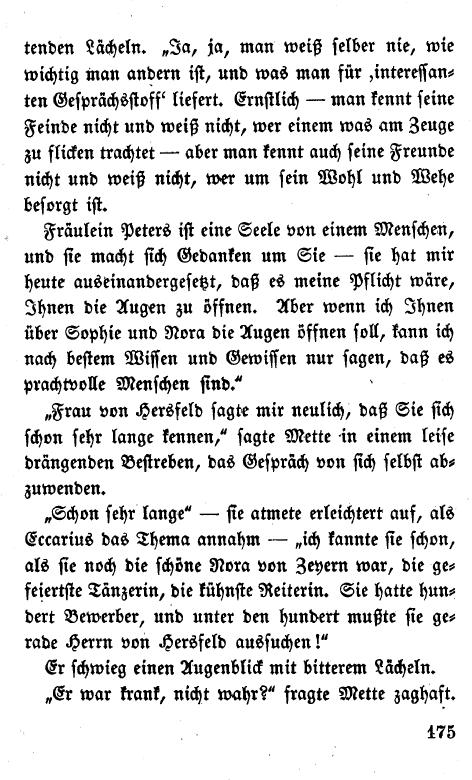 tenden Lächeln. „Ja, ja, man weiß selber nie, wie
wichtig man andern ist, und was man für ‚interessan⸗
ten Gesprächsstoff‘ liefert. Ernstlich — man kennt seine
Feinde nicht und weiß nicht, wer einem was am Zeuge
zu flicken trachtet — aber man kennt auch seine Freunde
nicht und weiß nicht, wer um sein Wohl und Wehe
besorgt ist.
Fräulein Peters ist eine Seele von einem Menschen,
und sie macht sich Gedanken um Sie — sie hat mir
heute auseinandergesetzt, daß es meine Pflicht wäre,
Ihnen die Augen zu öffnen. Aber wenn ich Ihnen
über Sophie und Nora die Augen öffnen soll, kann ich
nach bestem Wissen und Gewissen nur sagen, daß es
prachtvolle Menschen sind.“
„Frau von Hersfeld sagte mir neulich, daß Sie sich
schon sehr lange kennen,“ sagte Mette in einem leise
drängenden Bestreben, das Gespräch von sich selbst ab⸗
zuwenden.
„Schon sehr lange“ — sie atmete erleichtert auf, als
Eccarius das Thema annahm — „ich kannte sie schon,
als sie noch die schöne Nora von Zeyern war, die ge⸗
feiertste Tänzerin, die kühnste Reiterin. Sie hatte hun⸗
dert Bewerber, und unter den hundert mußte sie ge⸗
rade Herrn von Hersfeld aussuchen!“
Er schwieg einen Augenblick mit bitterem Lächeln.
„Er war krank, nicht wahr?“ fragte Mette zaghaft.
175